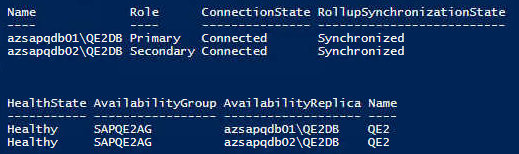 Name Role ConnectionState RollupSynchronizationState
---- ---- --------------- --------------------------
azsapqdb01\QE2DB Primary Connected Synchronized
azsapqdb02\QE2DB Secondary Connected Synchronized
HealthState AvailabilityGroup AvailabilityReplica Name
----------- ----------------- ------------------- ----
Healthy SAPQE2AG azsapqdb01\QE2DB QE2
Healthy SAPQE2AG azsapqdb02\QE2DB QE2